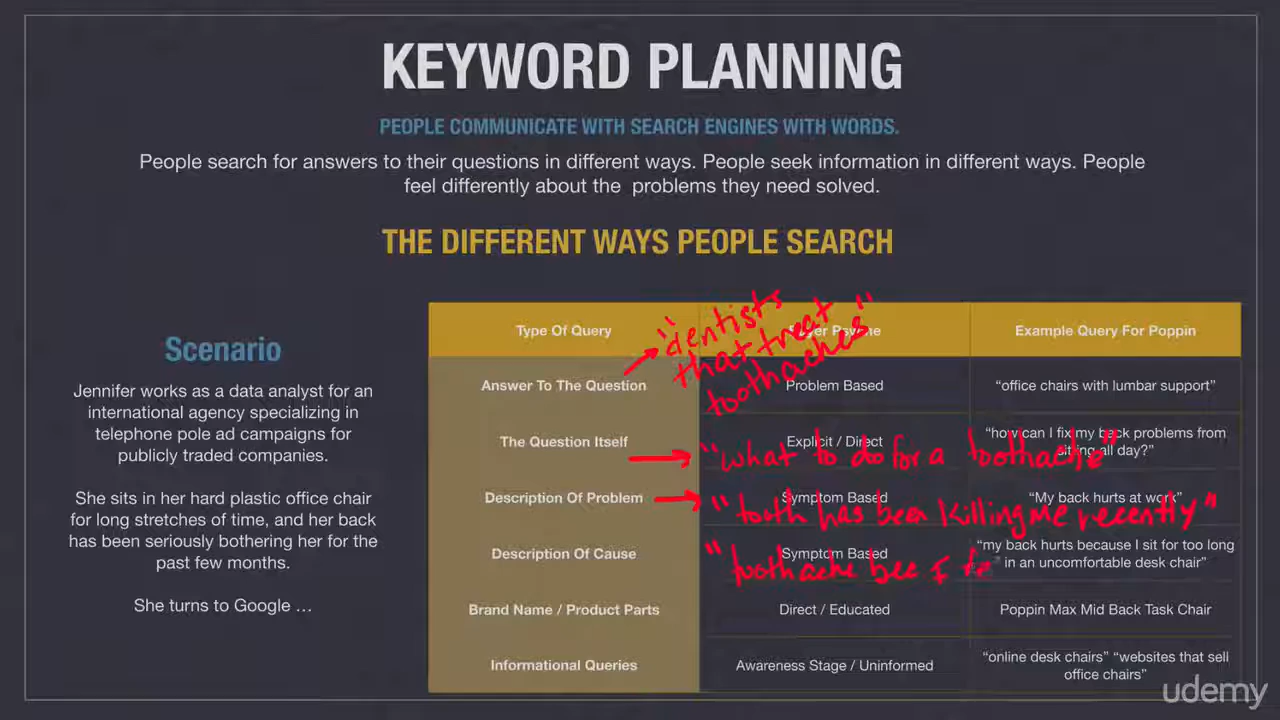 KEYWORD PLANNING
PEOPLE COMMUNICATE WITH SEARCH ENGINES WITH WORDS.
People search for answers to their questions in different ways. People seek information in different ways. People
feel differently about the problems they need solved.
THE DIFFERENT WAYS PEOPLE SEARCH
Scenario
Jennifer works as a data analyst for an
international agency specializing in
telephone pole ad campaigns for
publicly traded companies.
She sits in her hard plastic office chair
for long stretches of time, and her back
has been seriously bothering her for the
past few months.
She turns to Google ...
Type Of Query Buyer Psyche Example Query For Poppin
"dentists
that treat
toothaches"
Answer To The Question Problem Based "office chairs with lumbar support"
The Question Itself Explicit / Direct "how can I fix my back problems from
sitting all day?"
"what to do for a toothache"
Description Of Problem Symptom Based "My back hurts at work"
"tooth has been killing me recently"
Description Of Cause Symptom Based "my back hurts because I sit for too long
in an uncomfortable desk chair"
"toothache bec I
Brand Name / Product Parts Direct / Educated Poppin Max Mid Back Task Chair
Informational Queries Awareness Stage / Uninformed "online desk chairs" "websites that sell
office chairs"
udemy